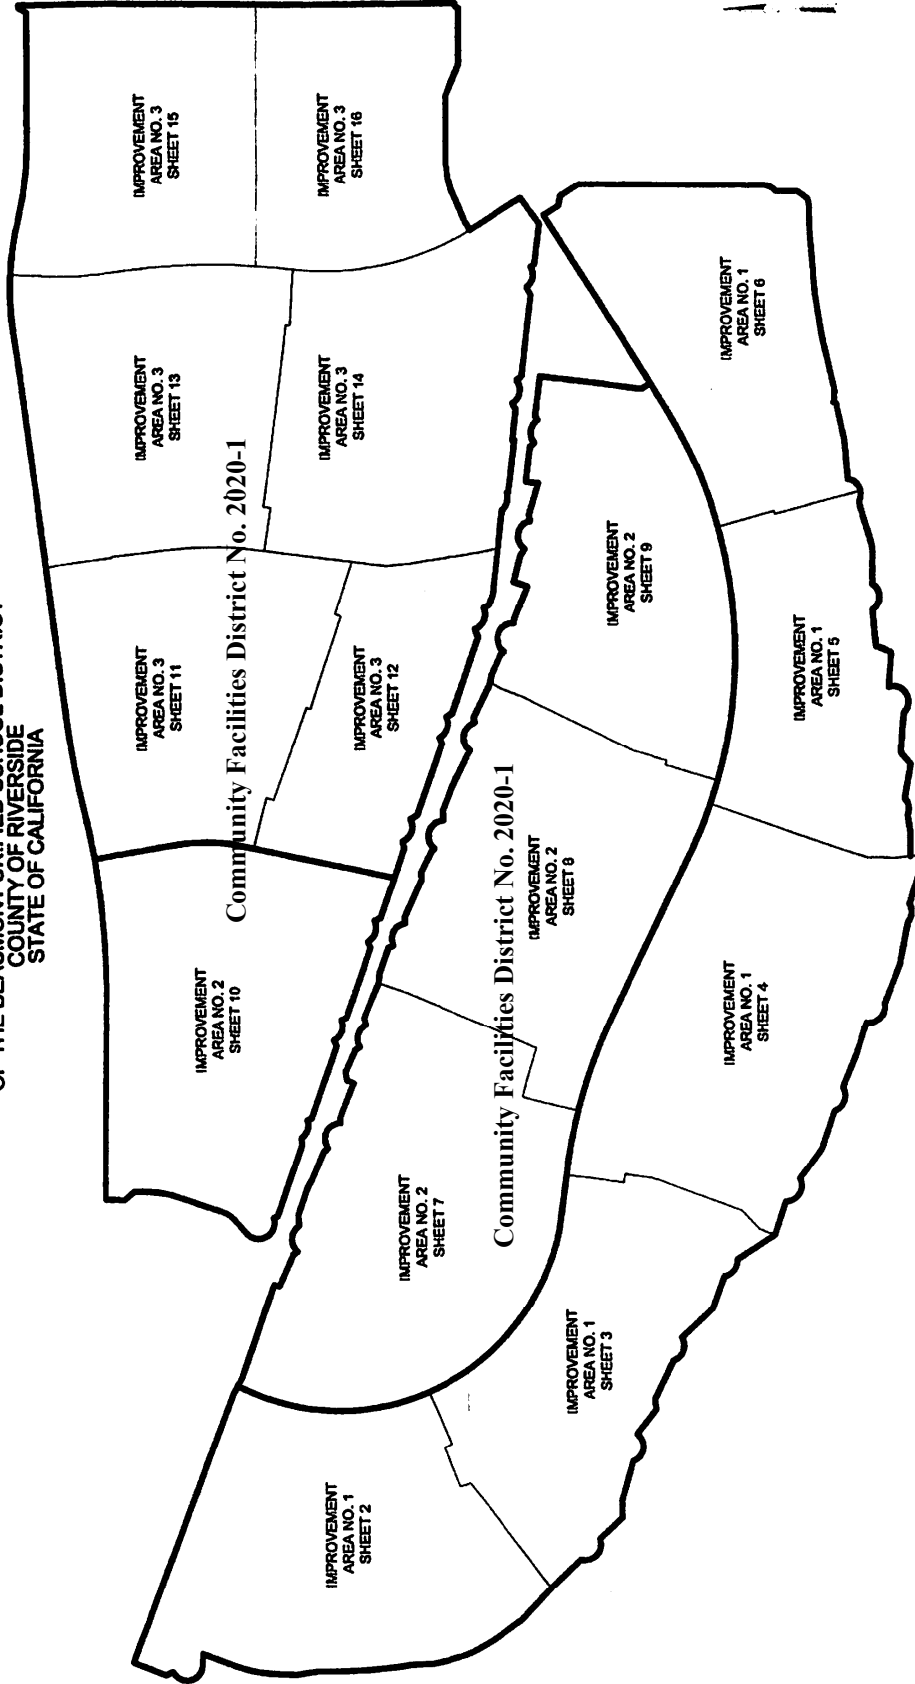 COUNTY OF RIVERSIDE
STATE OF CALIFORNIA
IMPROVEMENT
AREA NO. 1
SHEET 2
IMPROVEMENT
AREA NO. 1
SHEET 3
IMPROVEMENT
AREA NO. 1
SHEET 4
IMPROVEMENT
AREA NO. 1
SHEET 5
IMPROVEMENT
AREA NO. 1
SHEET 6
IMPROVEMENT
AREA NO. 2
SHEET 7
IMPROVEMENT
AREA NO. 2
SHEET 8
IMPROVEMENT
AREA NO. 2
SHEET 9
IMPROVEMENT
AREA NO. 2
SHEET 10
IMPROVEMENT
AREA NO. 3
SHEET 11
IMPROVEMENT
AREA NO. 3
SHEET 12
IMPROVEMENT
AREA NO. 3
SHEET 13
IMPROVEMENT
AREA NO. 3
SHEET 14
IMPROVEMENT
AREA NO. 3
SHEET 15
IMPROVEMENT
AREA NO. 3
SHEET 16
Community Facilities District No. 2020-1
Community Facilities District No. 2020-1